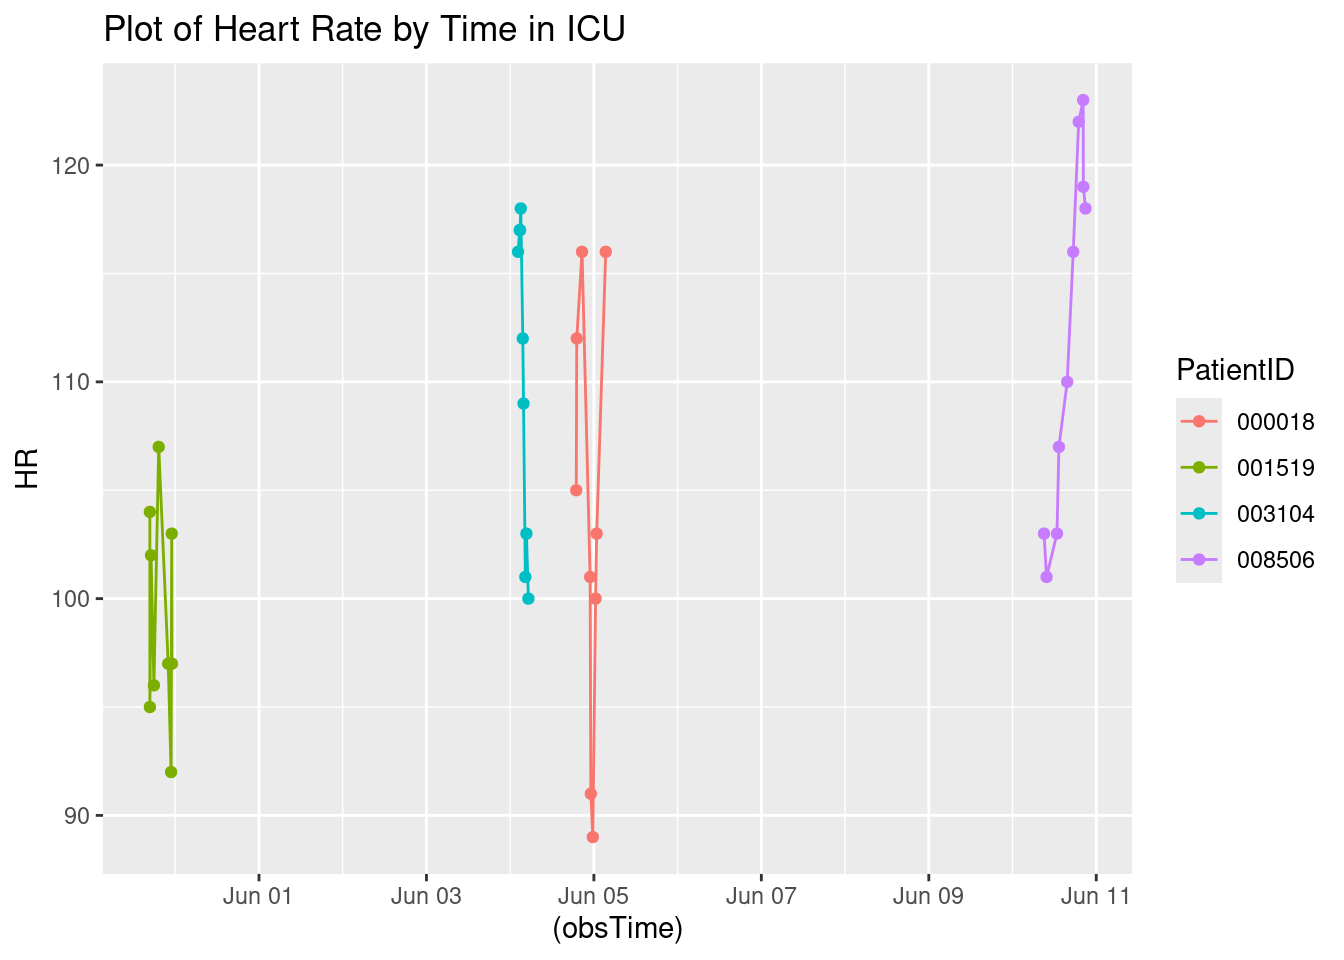 Plot of Heart Rate by Time in ICU
120
110
100
90
HR
Jun 01 Jun 03 Jun 05 Jun 07 Jun 09 Jun 11
(obsTime)
PatientID
000018
001519
003104
008506